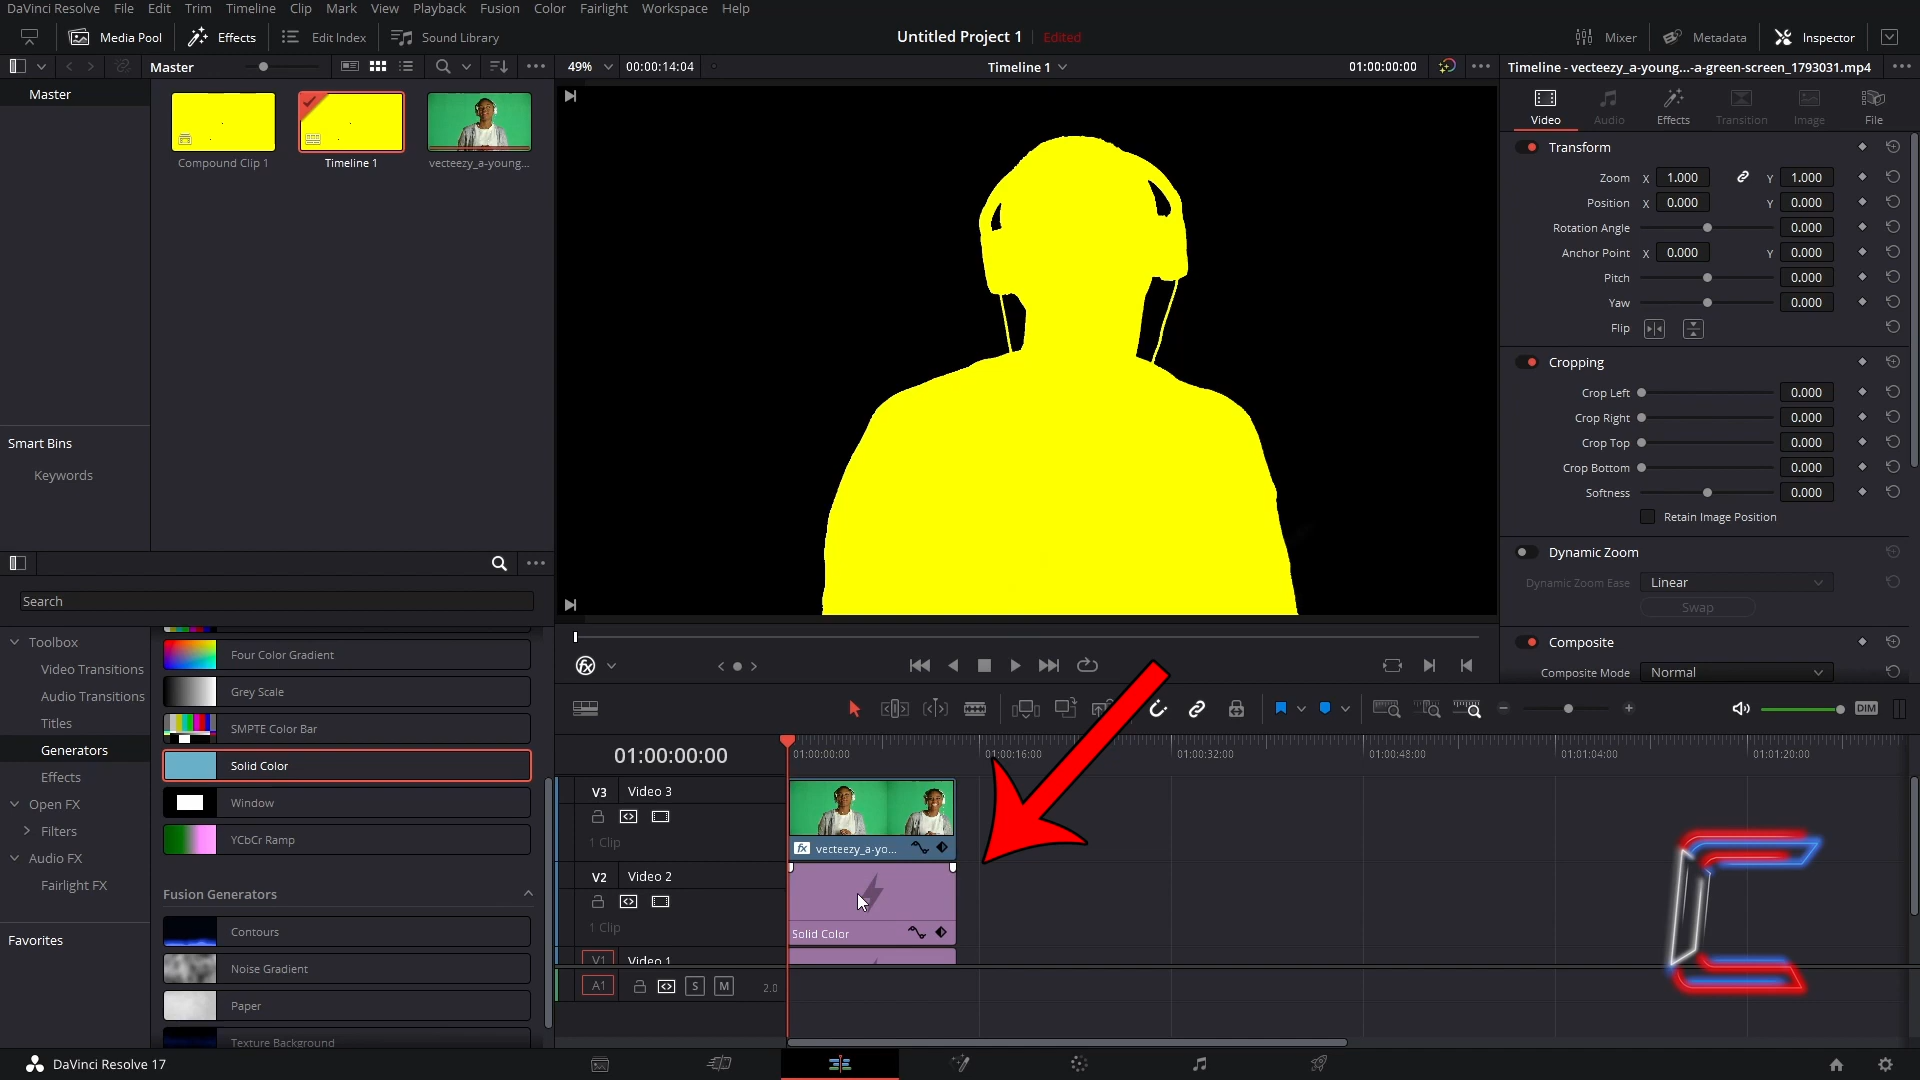 DaVinci Resolve File Edit Trim Timeline Clip Mark View Playback Fusion Color Fairlight Workspace Help
Media Pool Effects Edit Index Sound Library Untitled Project 1 Edited Mixer Metadata Inspector
Master 49% 00:00:14:04 Timeline 1 01:00:00:00 Timeline - vecteezy_a-young...-a-green-screen_1793031.mp4
Master
Compound Clip 1 Timeline 1 vecteezy_a-young...
Smart Bins
Keywords
Video Audio Effects Transition Image File
Transform
Zoom X 1.000 Y 1.000
Position X 0.000 Y 0.000
Rotation Angle 0.000
Anchor Point X 0.000 Y 0.000
Pitch 0.000
Yaw 0.000
Flip
Cropping
Crop Left 0.000
Crop Right 0.000
Crop Top 0.000
Crop Bottom 0.000
Softness 0.000
Retain Image Position
Dynamic Zoom
Dynamic Zoom Ease Linear
Swap
Composite
Composite Mode Normal
Search
Toolbox
Video Transitions
Audio Transitions
Titles
Generators
Effects
Open FX
Filters
Audio FX
Fairlight FX
Favorites
Four Color Gradient
Grey Scale
SMPTE Color Bar
Solid Color
Window
YCbCr Ramp
Fusion Generators
Contours
Noise Gradient
Paper
Texture Background
fx
DIM
01:00:00:00 01:00:00:00 01:00:16:00 01:00:32:00 01:00:48:00 01:01:04:00 01:01:20:00
V3 Video 3
1 Clip
fx vecteezy_a-yo...
V2 Video 2
1 Clip
Solid Color
V1 Video 1
A1 S M 2.0
DaVinci Resolve 17